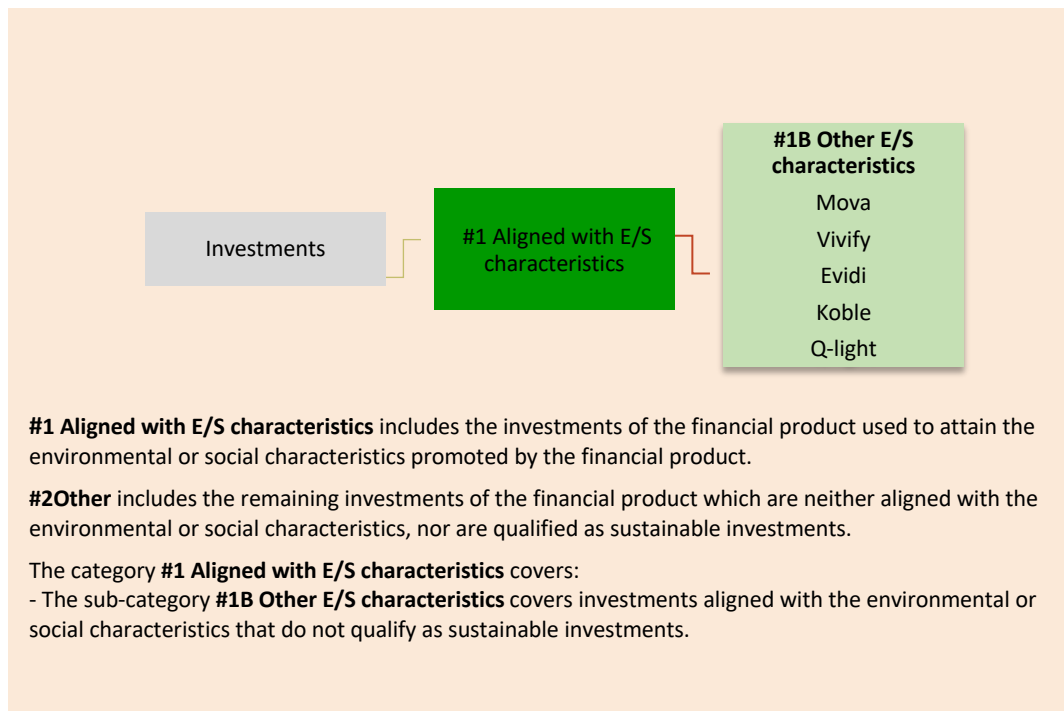 Investments
#1 Aligned with E/S
characteristics
#1B Other E/S
characteristics
Mova
Vivify
Evidi
Koble
Q-light
#1 Aligned with E/S characteristics includes the investments of the financial product used to attain the
environmental or social characteristics promoted by the financial product.
#2Other includes the remaining investments of the financial product which are neither aligned with the
environmental or social characteristics, nor are qualified as sustainable investments.
The category #1 Aligned with E/S characteristics covers:
- The sub-category #1B Other E/S characteristics covers investments aligned with the environmental or
social characteristics that do not qualify as sustainable investments.